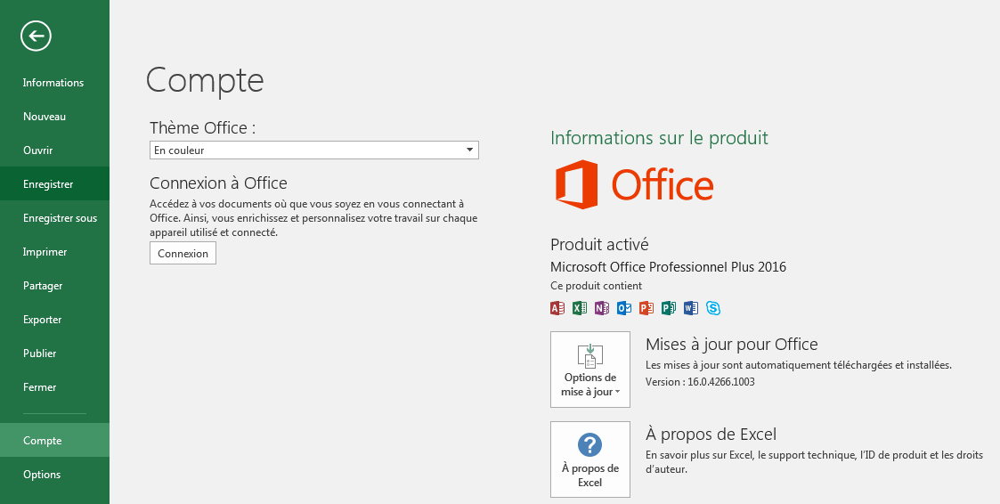 Informations
Nouveau
Ouvrir
Enregistrer
Enregistrer sous
Imprimer
Partager
Exporter
Publier
Fermer
Compte
Options
Compte
Thème Office :
En couleur
Connexion à Office
Accédez à vos documents où que vous soyez en vous connectant à
Office. Ainsi, vous enrichissez et personnalisez votre travail sur chaque
appareil utilisé et connecté.
Connexion
Informations sur le produit
Office
Produit activé
Microsoft Office Professionnel Plus 2016
Ce produit contient
A X N O P P W S
Options de
mise à jour
Mises à jour pour Office
Les mises à jour sont automatiquement téléchargées et installées.
Version : 16.0.4266.1003
?
À propos de
Excel
À propos de Excel
En savoir plus sur Excel, le support technique, l'ID de produit et les droits
d'auteur.